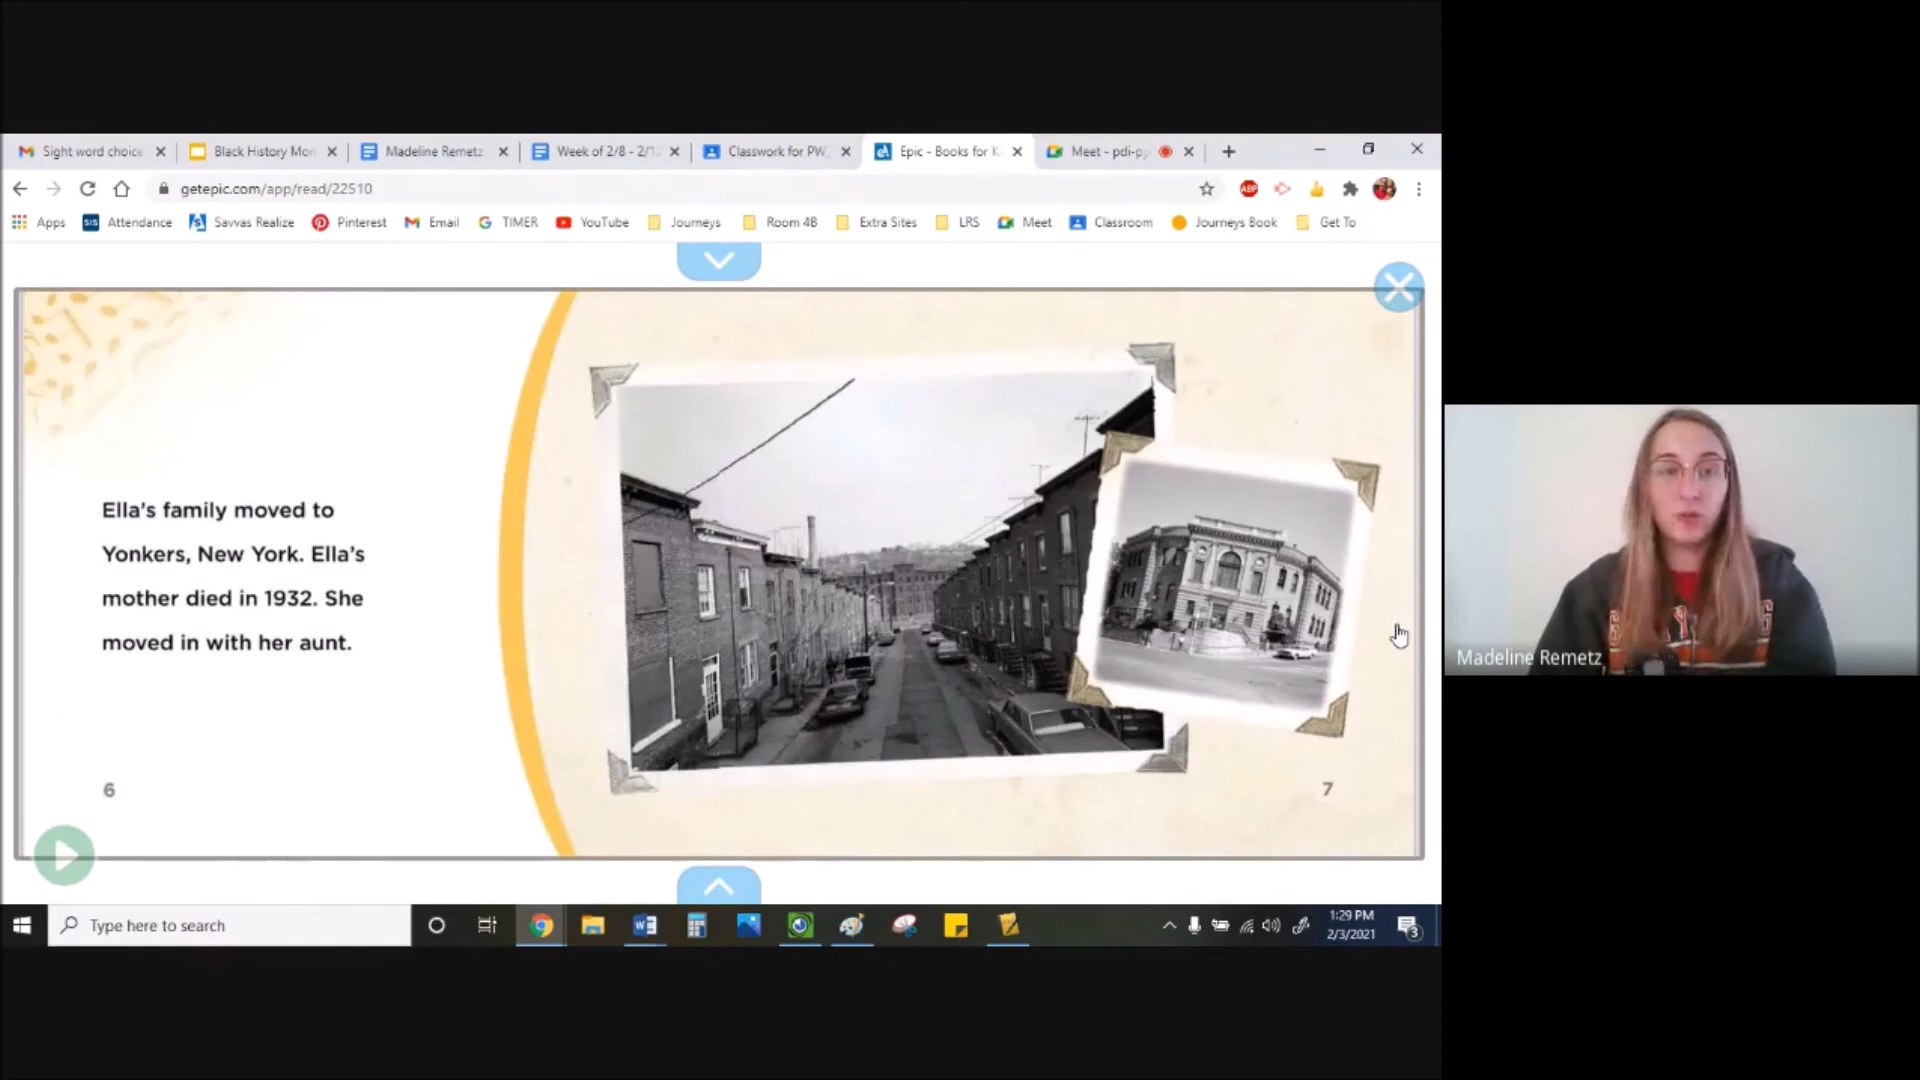 Sight word choice
Black History Mon
Madeline Remetz
Week of 2/8 - 2/1
Classwork for PW
Epic - Books for K
Meet - pdi-py
getepic.com/app/read/22510
ABP
Apps
SIS Attendance
Savvas Realize
Pinterest
Email
TIMER
YouTube
Journeys
Room 4B
Extra Sites
LRS
Meet
Classroom
Journeys Book
Get To
Ella's family moved to
Yonkers, New York. Ella's
mother died in 1932. She
moved in with her aunt.
6
7
Madeline Remetz
Type here to search
1:29 PM
2/3/2021
3